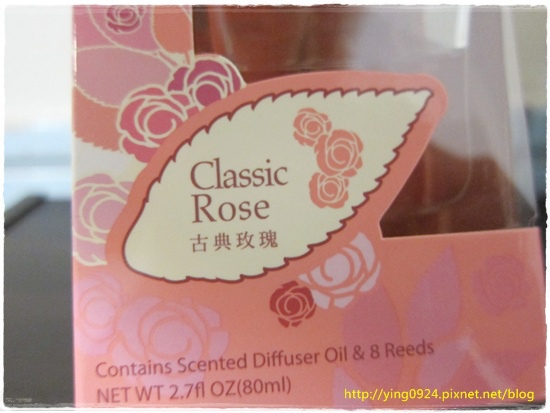 Classic
Rose
古典玫瑰
Contains Scented Diffuser Oil & 8 Reeds
NET WT 2.7fl OZ(80ml)
http://ying0924.pixnet.net/blog